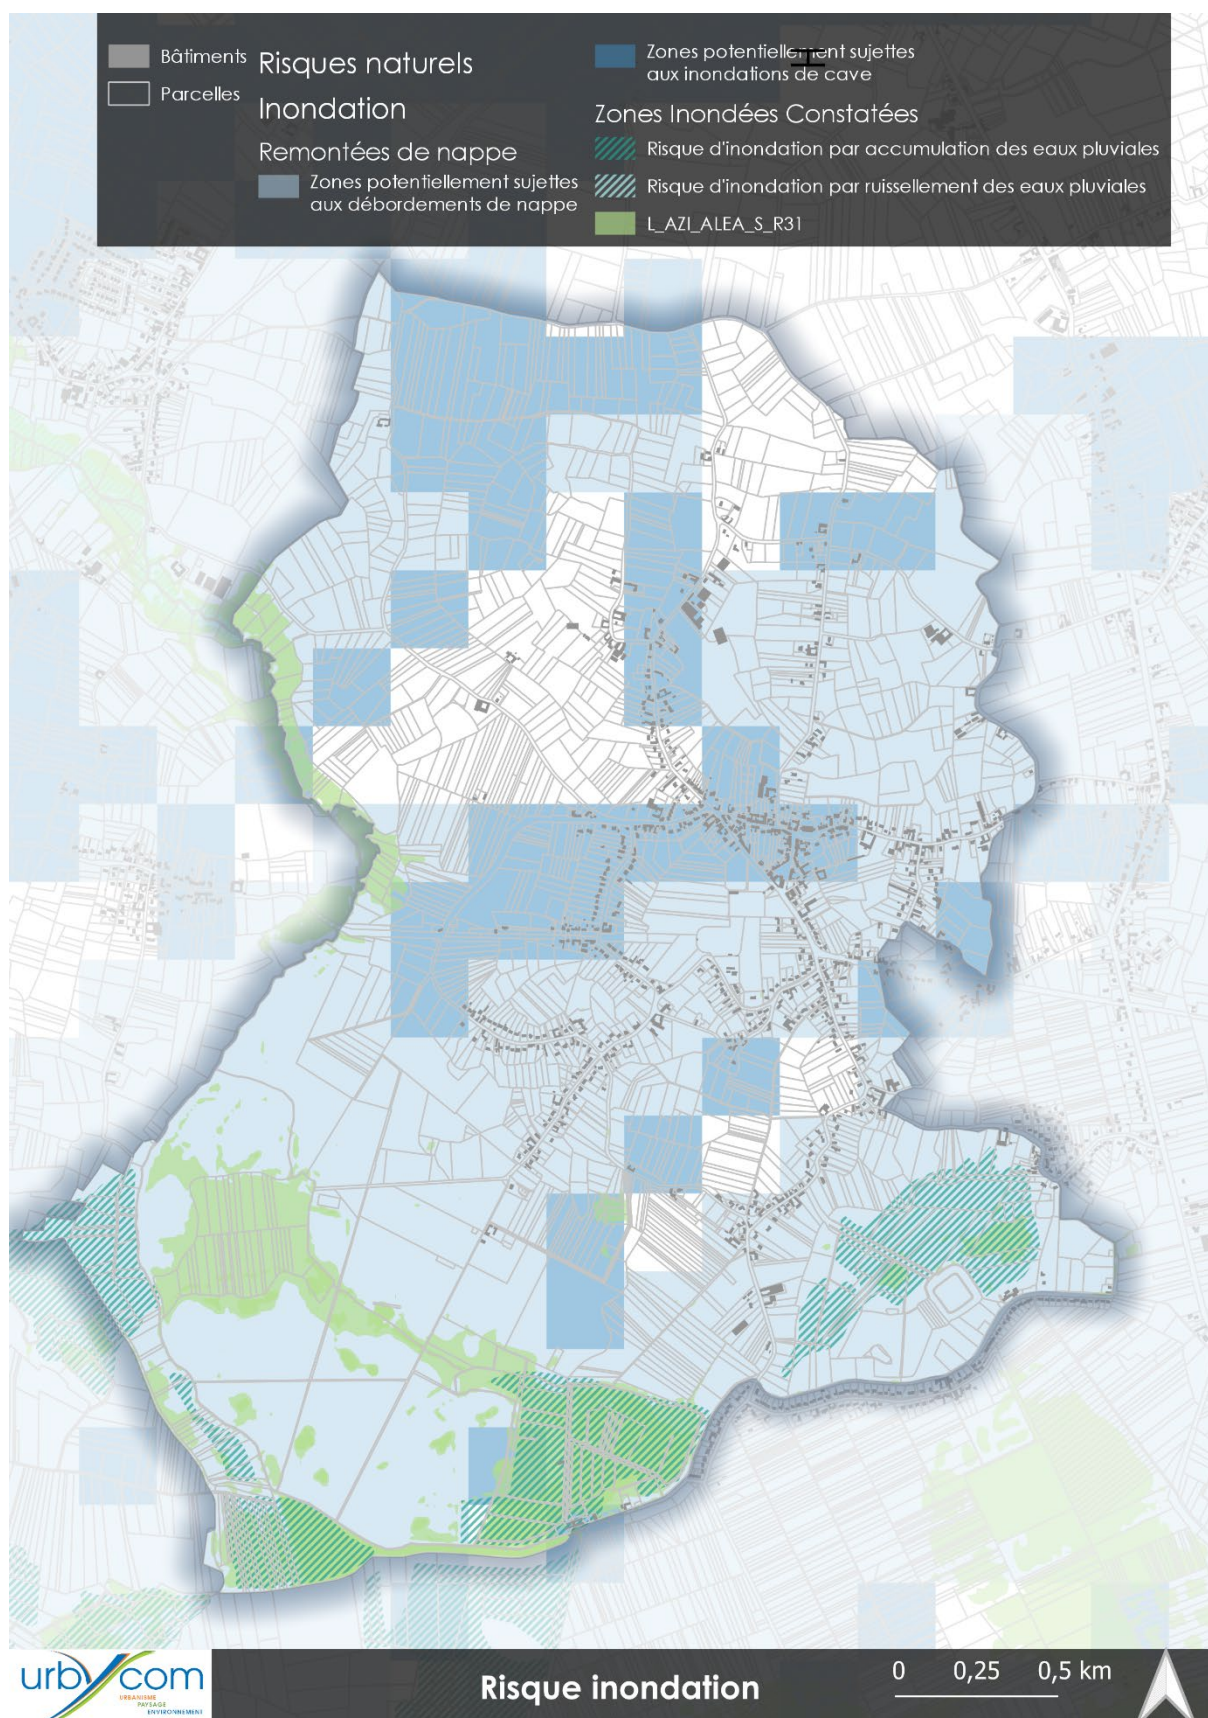 Bâtiments
Parcelles
Risques naturels
Inondation
Remontées de nappe
Zones potentiellement sujettes
aux débordements de nappe
Zones potentiellement sujettes
aux inondations de cave
Zones Inondées Constatées
Risque d'inondation par accumulation des eaux pluviales
Risque d'inondation par ruissellement des eaux pluviales
L_AZI_ALEA_S_R31
urbycom
URBANISME
PAYSAGE
ENVIRONNEMENT
Risque inondation
0 0,25 0,5 km